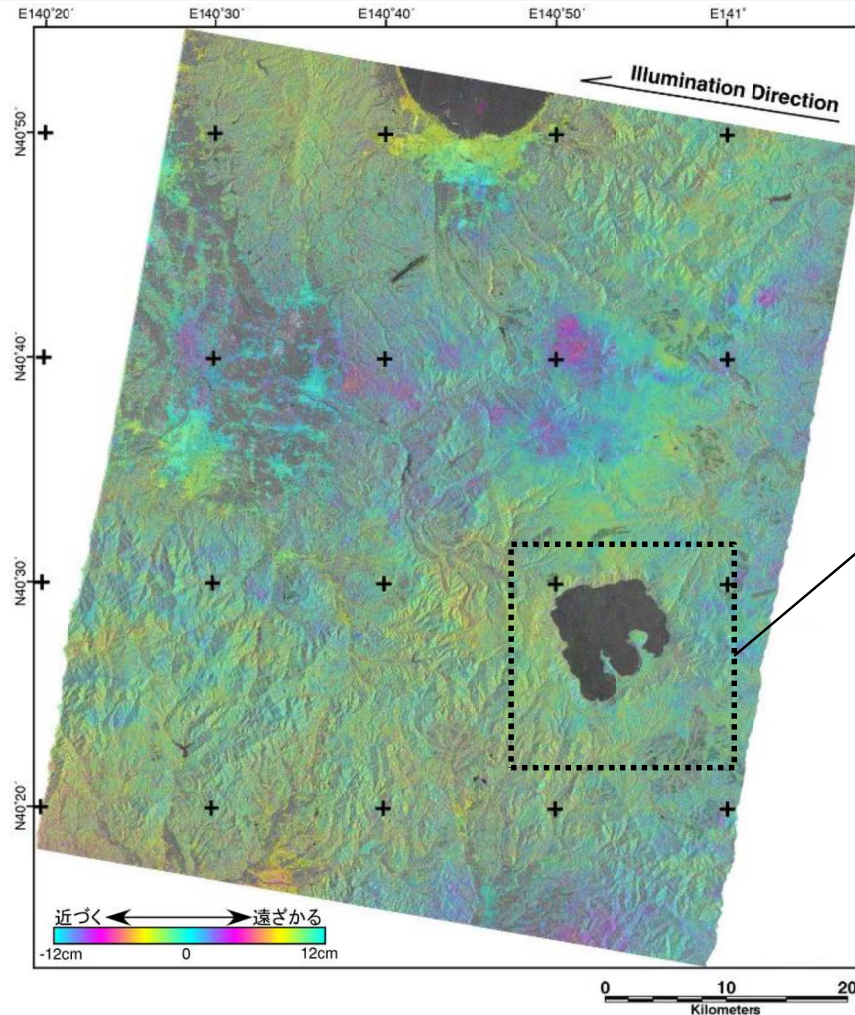 E140°20′ E140°30′ E140°40′ E140°50′ E141°
Illumination Direction
N40°50′
N40°40′
N40°30′
N40°20′
近づく 遠ざかる
-12cm 0 12cm
0 10 20
Kilometers